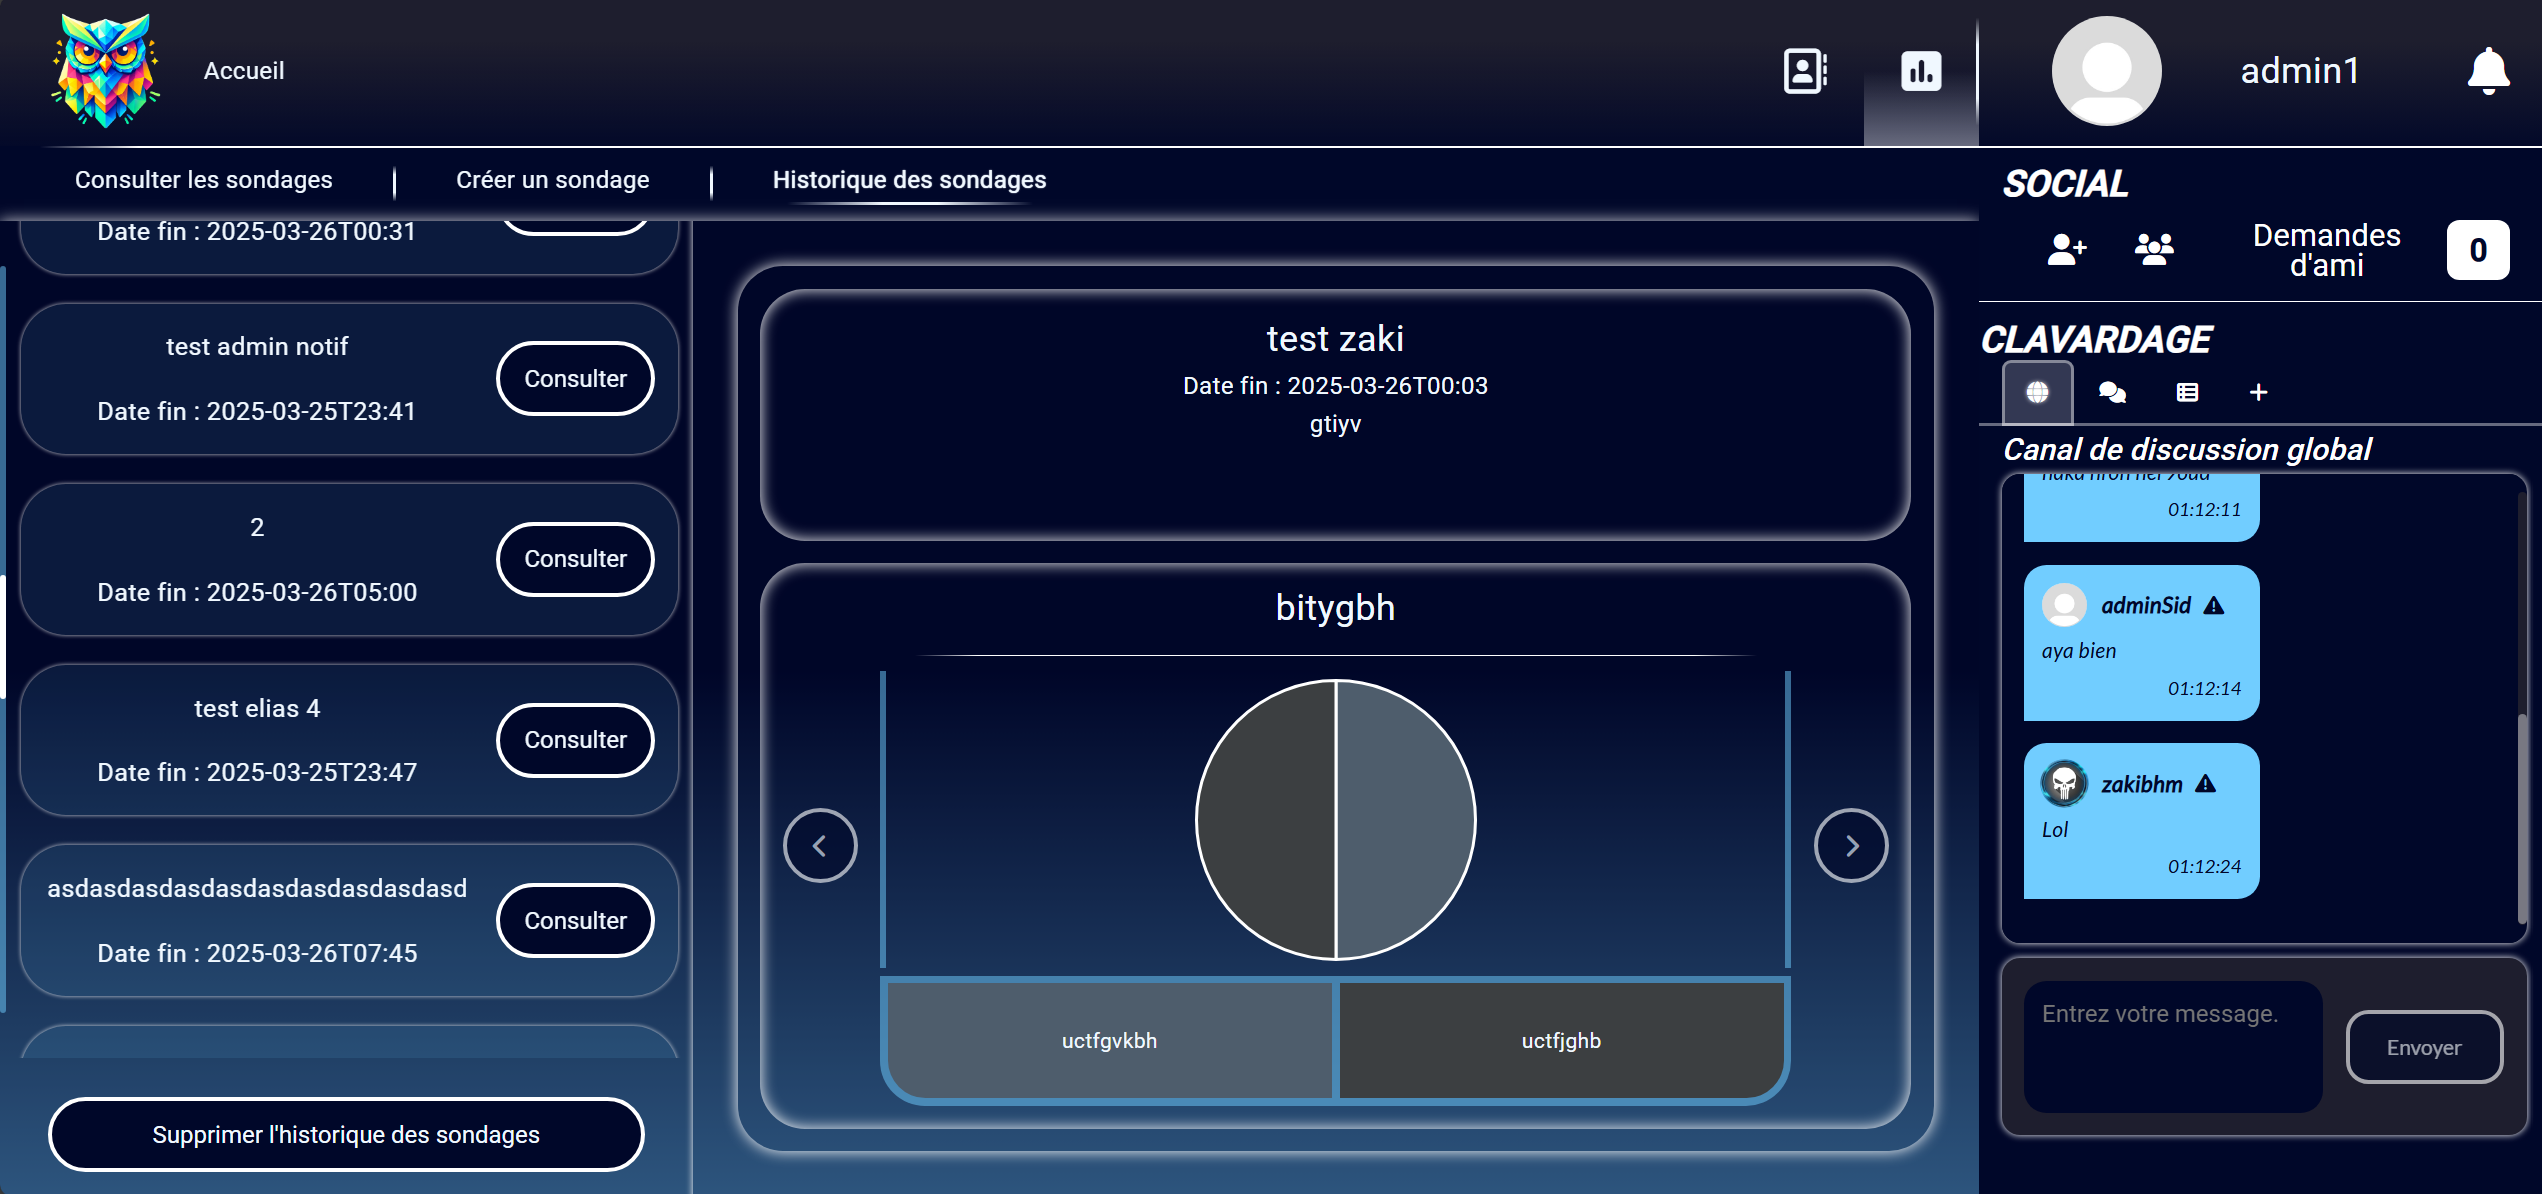 Accueil
admin1
Consulter les sondages
Créer un sondage
Historique des sondages
Date fin : 2025-03-26T00:31
test admin notif
Date fin : 2025-03-25T23:41
Consulter
2
Date fin : 2025-03-26T05:00
Consulter
test elias 4
Date fin : 2025-03-25T23:47
Consulter
asdasdasdasdasdasdasdasdasd
Date fin : 2025-03-26T07:45
Consulter
Supprimer l'historique des sondages
test zaki
Date fin : 2025-03-26T00:03
gtiyv
bitygbh
uctfgvkbh
uctfjghb
SOCIAL
Demandes
d'ami
0
CLAVARDAGE
Canal de discussion global
01:12:11
adminSid
aya bien
01:12:14
zakibhm
Lol
01:12:24
Entrez votre message.
Envoyer